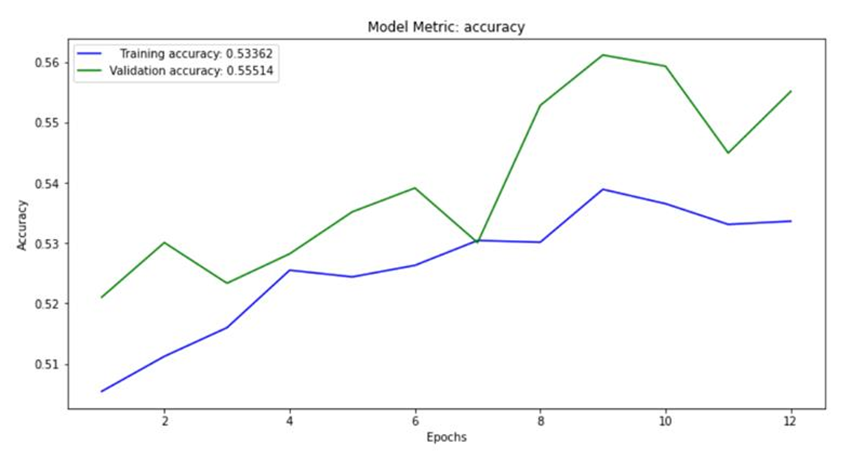 Model Metric: accuracy
Training accuracy: 0.53362
Validation accuracy: 0.55514
0.56
0.55
0.54
0.53
0.52
0.51
Accuracy
2 4 6 8 10 12
Epochs